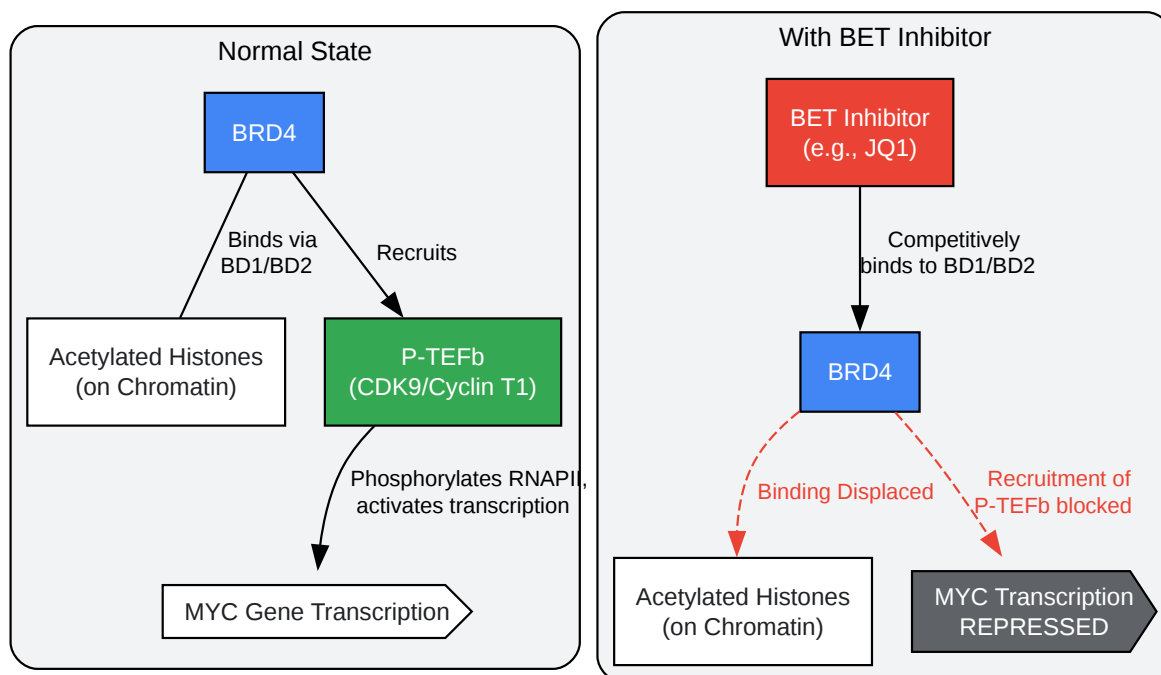 Normal State
BRD4
Binds via
BD1/BD2
Recruits
Acetylated Histones
(on Chromatin)
P-TEFb
(CDK9/Cyclin T1)
Phosphorylates RNAPII,
activates transcription
MYC Gene Transcription
With BET Inhibitor
BET Inhibitor
(e.g., JQ1)
Competitively
binds to BD1/BD2
BRD4
Binding Displaced
Recruitment of
P-TEFb blocked
Acetylated Histones
(on Chromatin)
MYC Transcription
REPRESSED